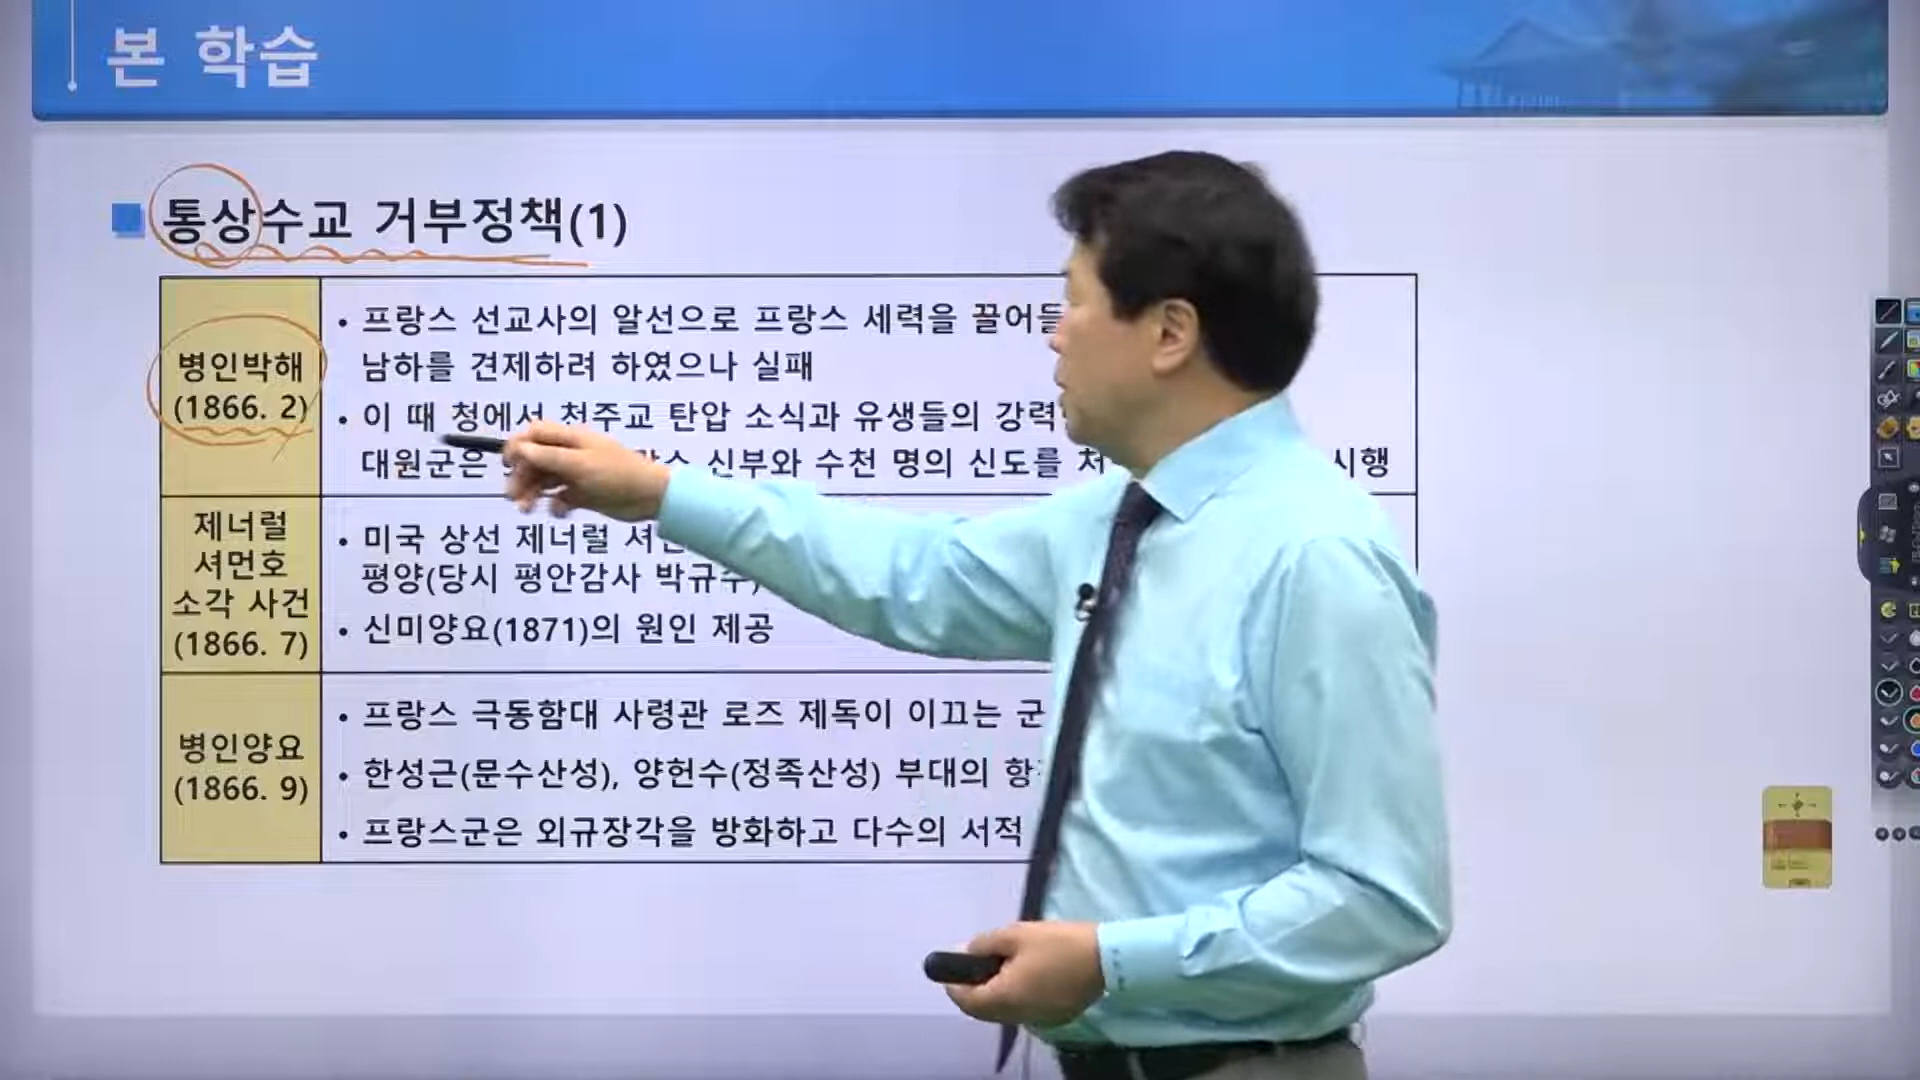 본 학습
통상수교 거부정책(1)
병인박해
(1866. 2)
• 프랑스 선교사의 알선으로 프랑스 세력을 끌어들
남하를 견제하려 하였으나 실패
• 이 때 청에서 천주교 탄압 소식과 유생들의 강력
대원군은 신부와 수천 명의 신도를 처 시행
제너럴
셔먼호
소각 사건
(1866. 7)
• 미국 상선 제너럴
평양(당시 평안감사 박규수)
• 신미양요(1871)의 원인 제공
병인양요
(1866. 9)
• 프랑스 극동함대 사령관 로즈 제독이 이끄는 군
• 한성근(문수산성), 양헌수(정족산성) 부대의 항
• 프랑스군은 외규장각을 방화하고 다수의 서적